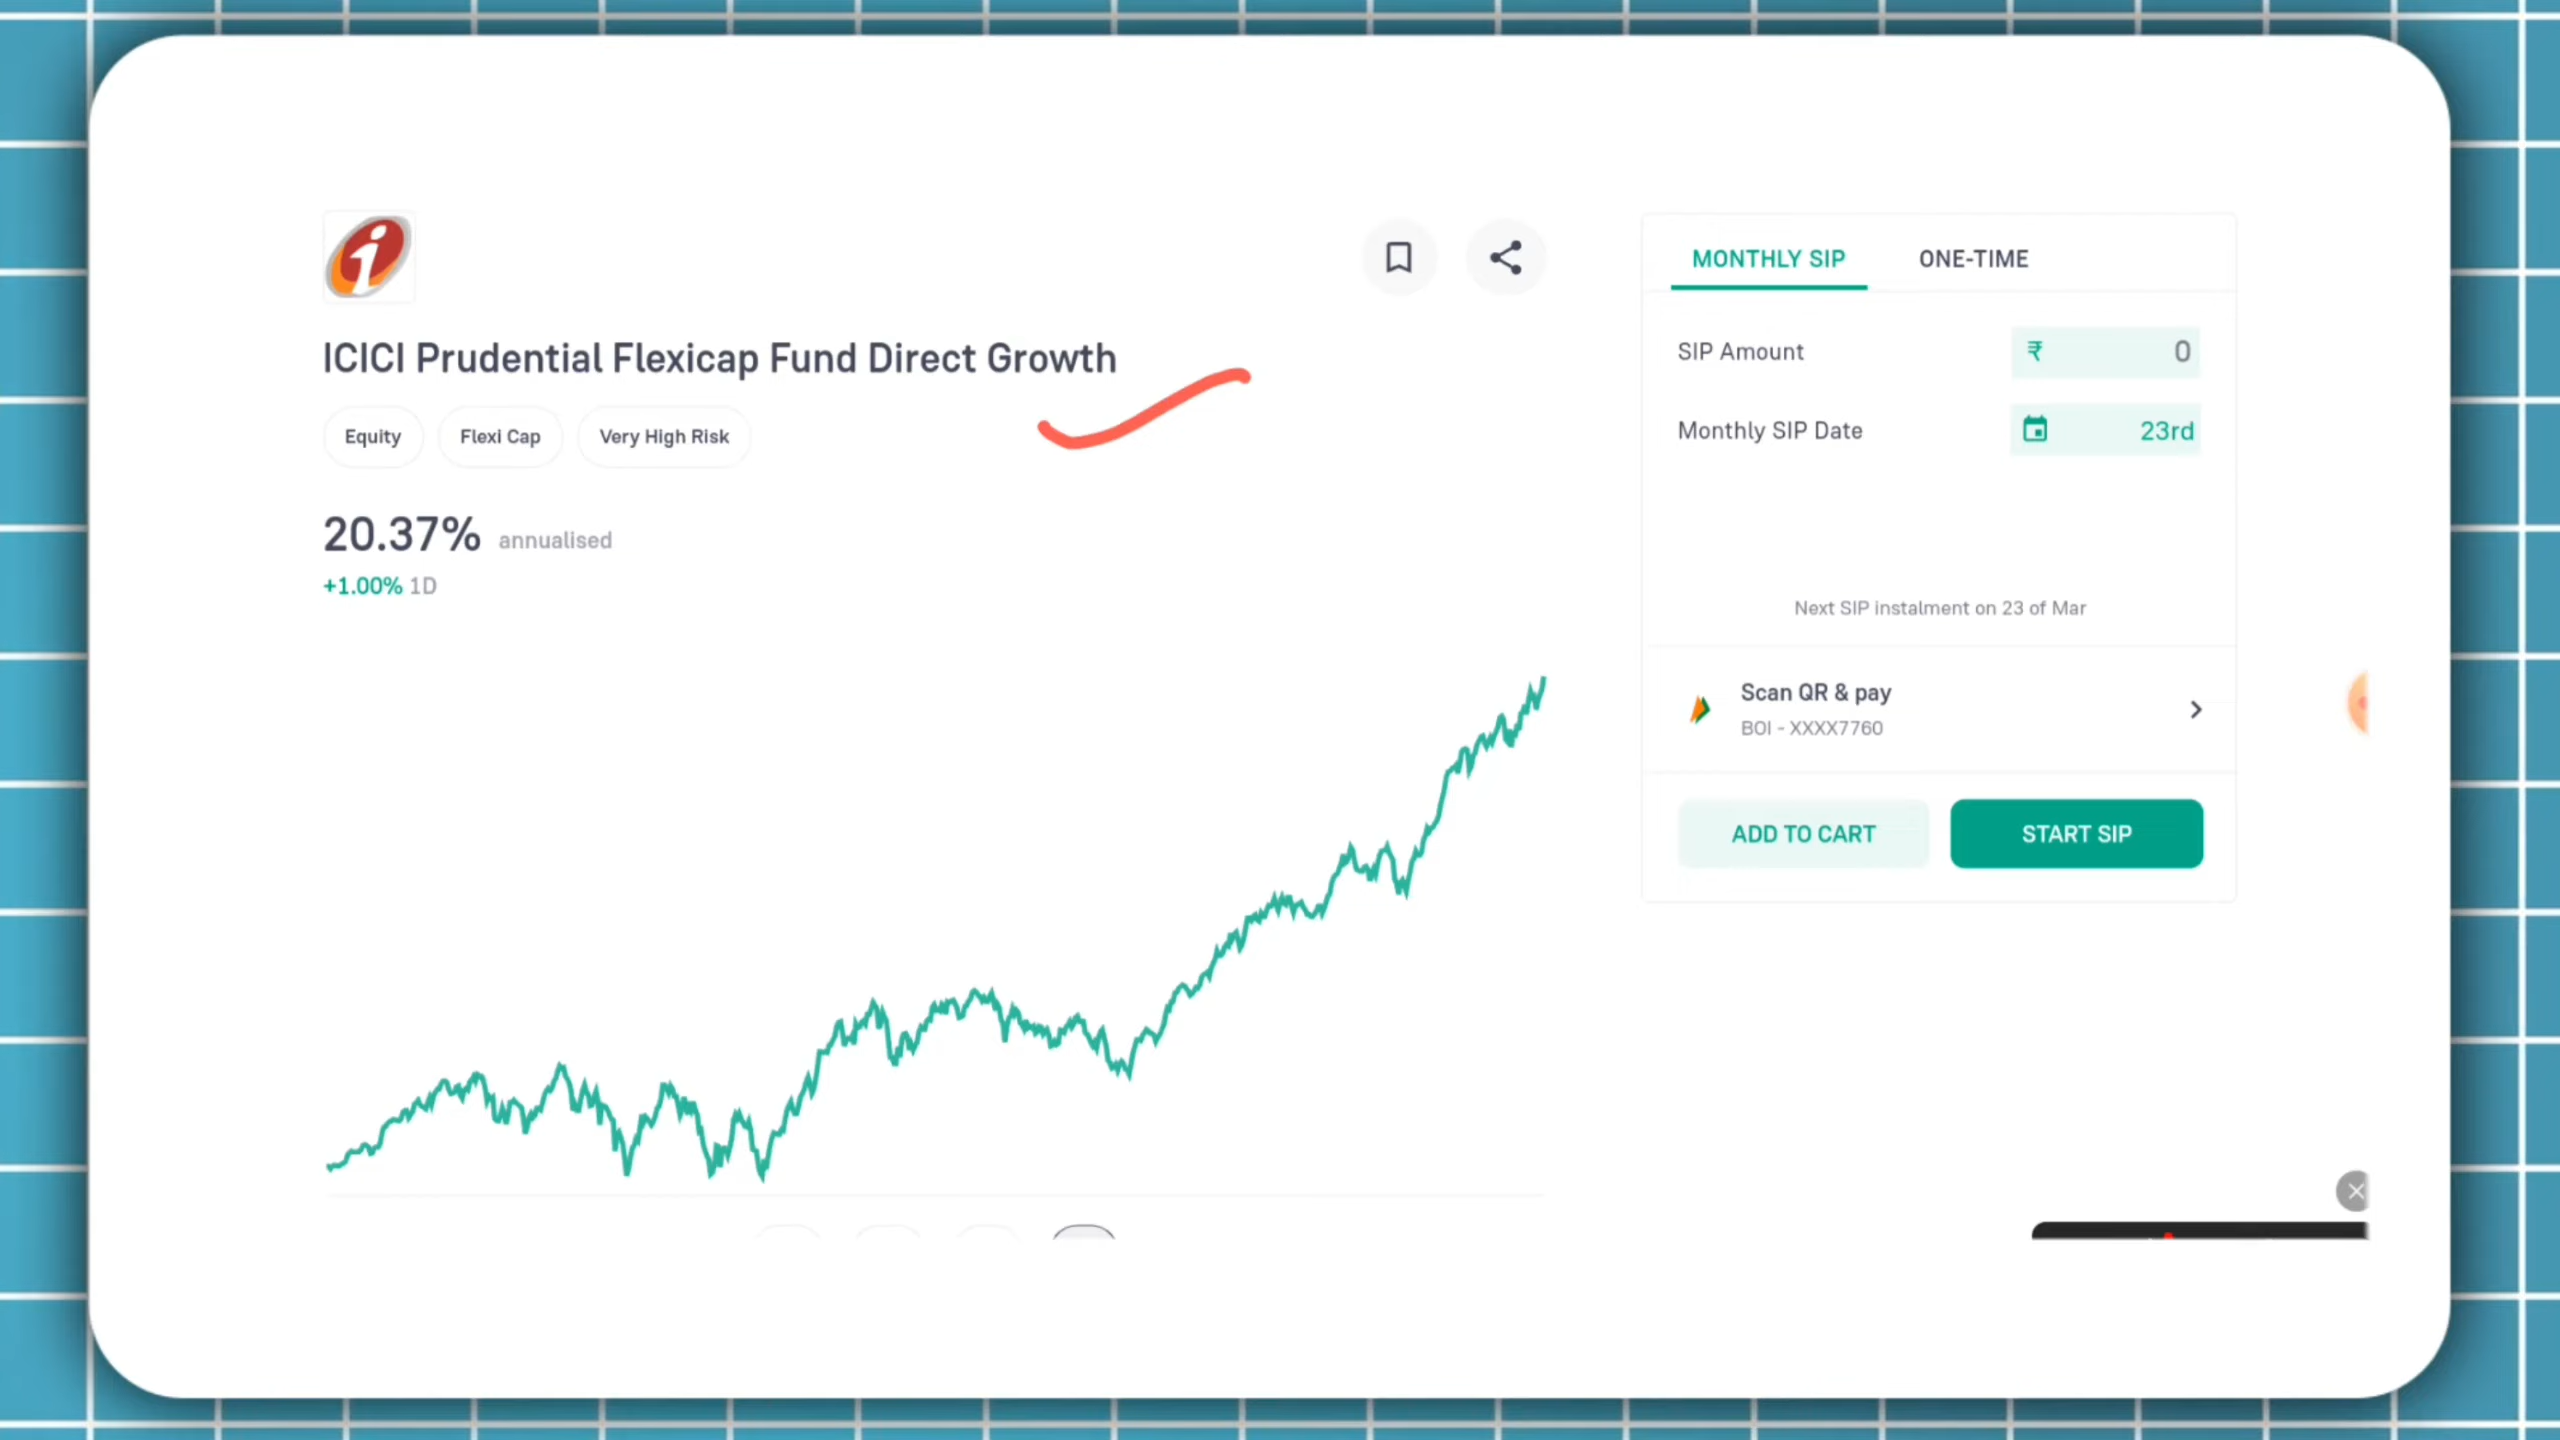 ICICI Prudential Flexicap Fund Direct Growth
Equity
Flexi Cap
Very High Risk
20.37% annualised
+1.00% 1D
MONTHLY SIP
ONE-TIME
SIP Amount
₹ 0
Monthly SIP Date
23rd
Next SIP instalment on 23 of Mar
Scan QR & pay
BOI - XXXX7760
ADD TO CART
START SIP